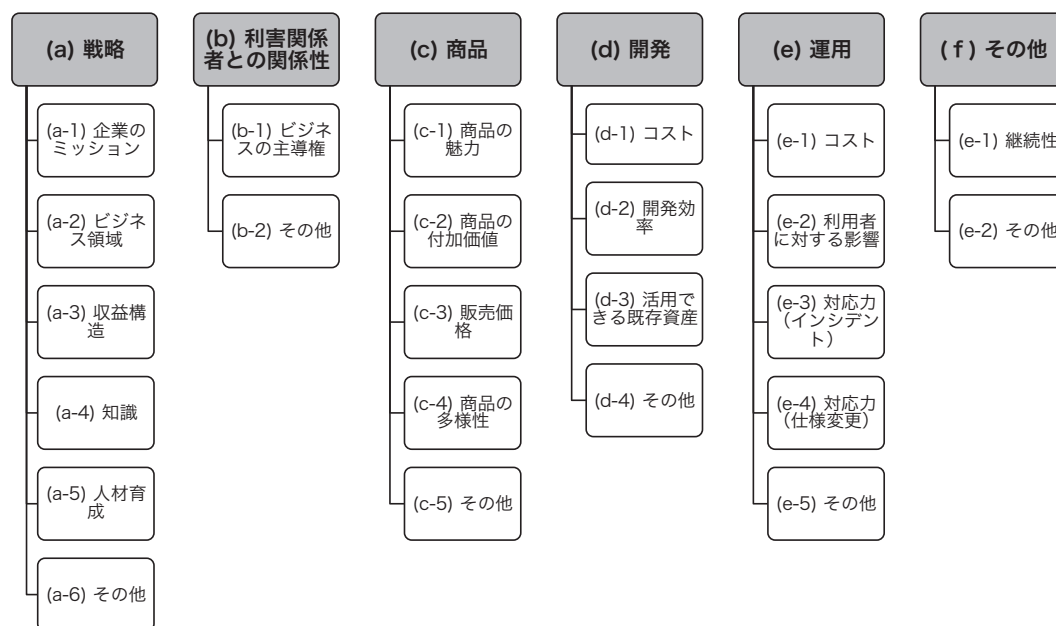 (a) 戦略
(a-1) 企業の
ミッション
(a-2) ビジネ
ス領域
(a-3) 収益構
造
(a-4) 知識
(a-5) 人材育
成
(a-6) その他
(b) 利害関係
者との関係性
(b-1) ビジネ
スの主導権
(b-2) その他
(c) 商品
(c-1) 商品の
魅力
(c-2) 商品の
付加価値
(c-3) 販売価
格
(c-4) 商品の
多様性
(c-5) その他
(d) 開発
(d-1) コスト
(d-2) 開発効
率
(d-3) 活用で
きる既存資産
(d-4) その他
(e) 運用
(e-1) コスト
(e-2) 利用者
に対する影響
(e-3) 対応力
（インシデン
ト）
(e-4) 対応力
（仕様変更）
(e-5) その他
( f ) その他
(e-1) 継続性
(e-2) その他